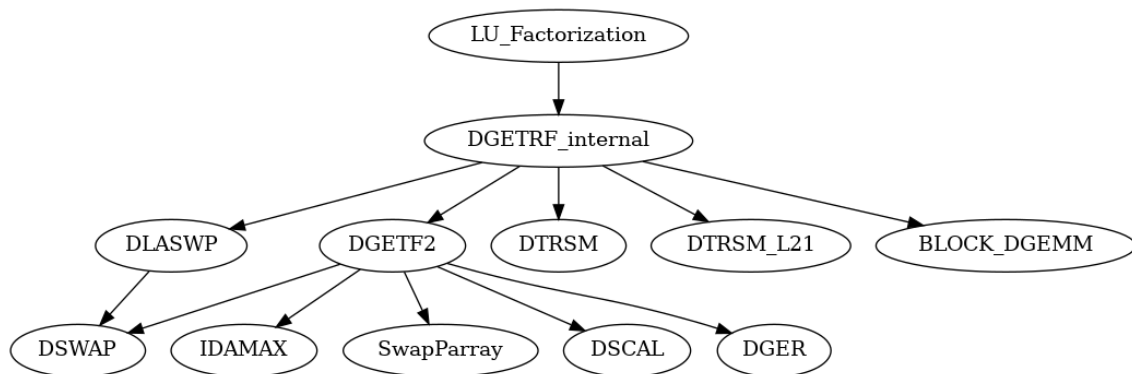 LU_Factorization
DGETRF_internal
DLASWP
DGETF2
DTRSM
DTRSM_L21
BLOCK_DGEMM
DSWAP
IDAMAX
SwapParray
DSCAL
DGER